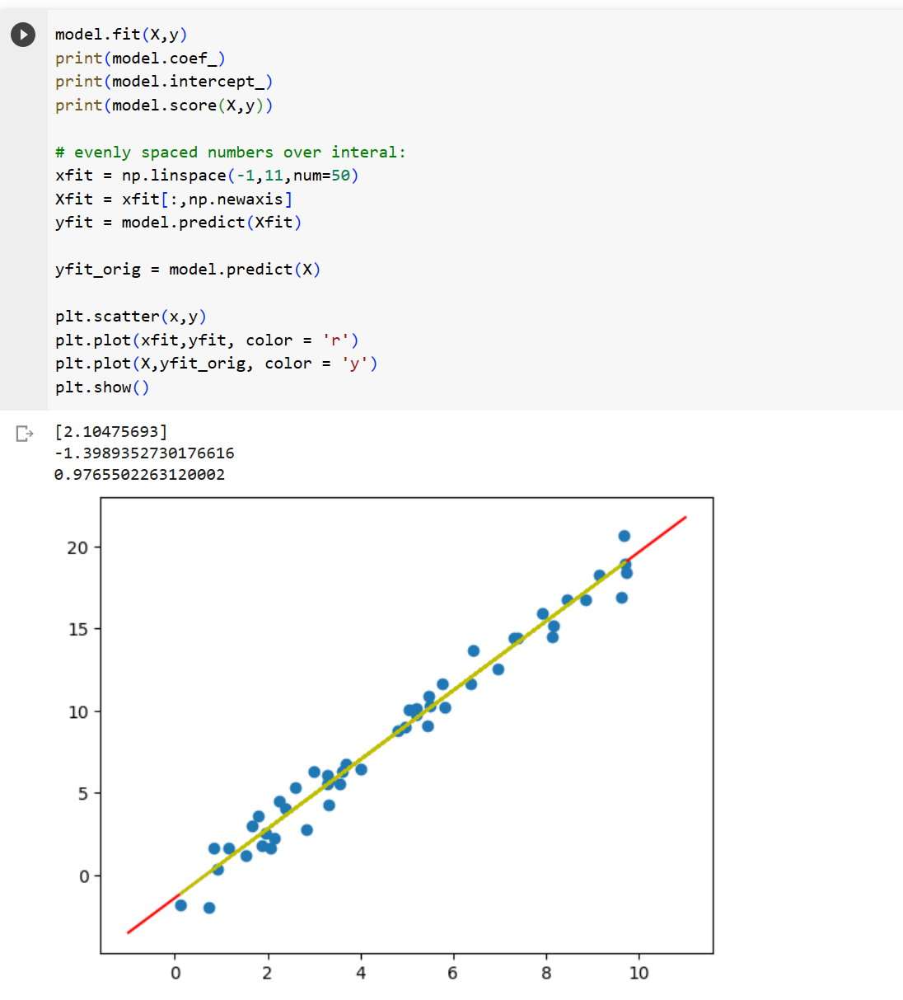 model.fit(X,y)
print(model.coef_)
print(model.intercept_)
print(model.score(X,y))
# evenly spaced numbers over interal:
xfit = np.linspace(-1,11,num=50)
Xfit = xfit[:,np.newaxis]
yfit = model.predict(Xfit)
yfit_orig = model.predict(X)
plt.scatter(x,y)
plt.plot(xfit,yfit, color = 'r')
plt.plot(X,yfit_orig, color = 'y')
plt.show()
[2.10475693]
-1.3989352730176616
0.9765502263120002
20
15
10
5
0
0 2 4 6 8 10